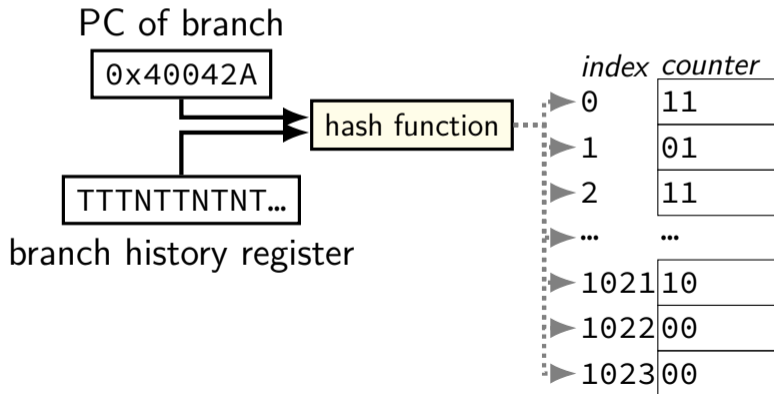 PC of branch
0x40042A
hash function
TTTNTTNTNT…
branch history register
index counter
0 11
1 01
2 11
… …
1021 10
1022 00
1023 00